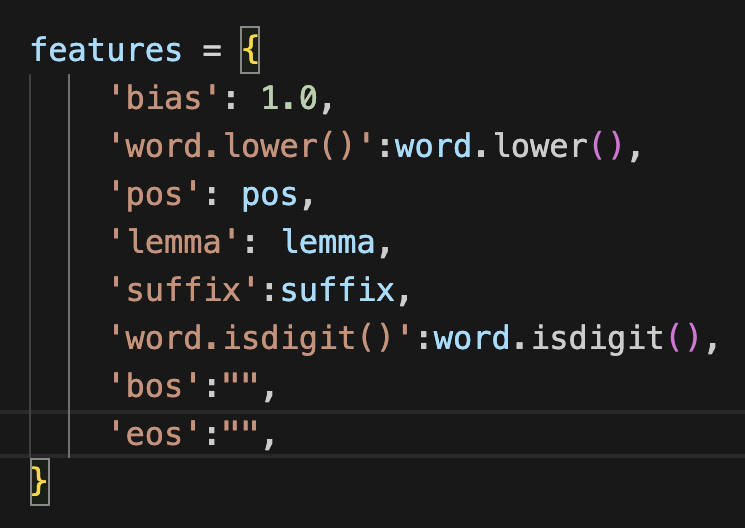 features = {
    'bias': 1.0,
    'word.lower()':word.lower(),
    'pos': pos,
    'lemma': lemma,
    'suffix':suffix,
    'word.isdigit()':word.isdigit(),
    'bos':"",
    'eos':"",
}